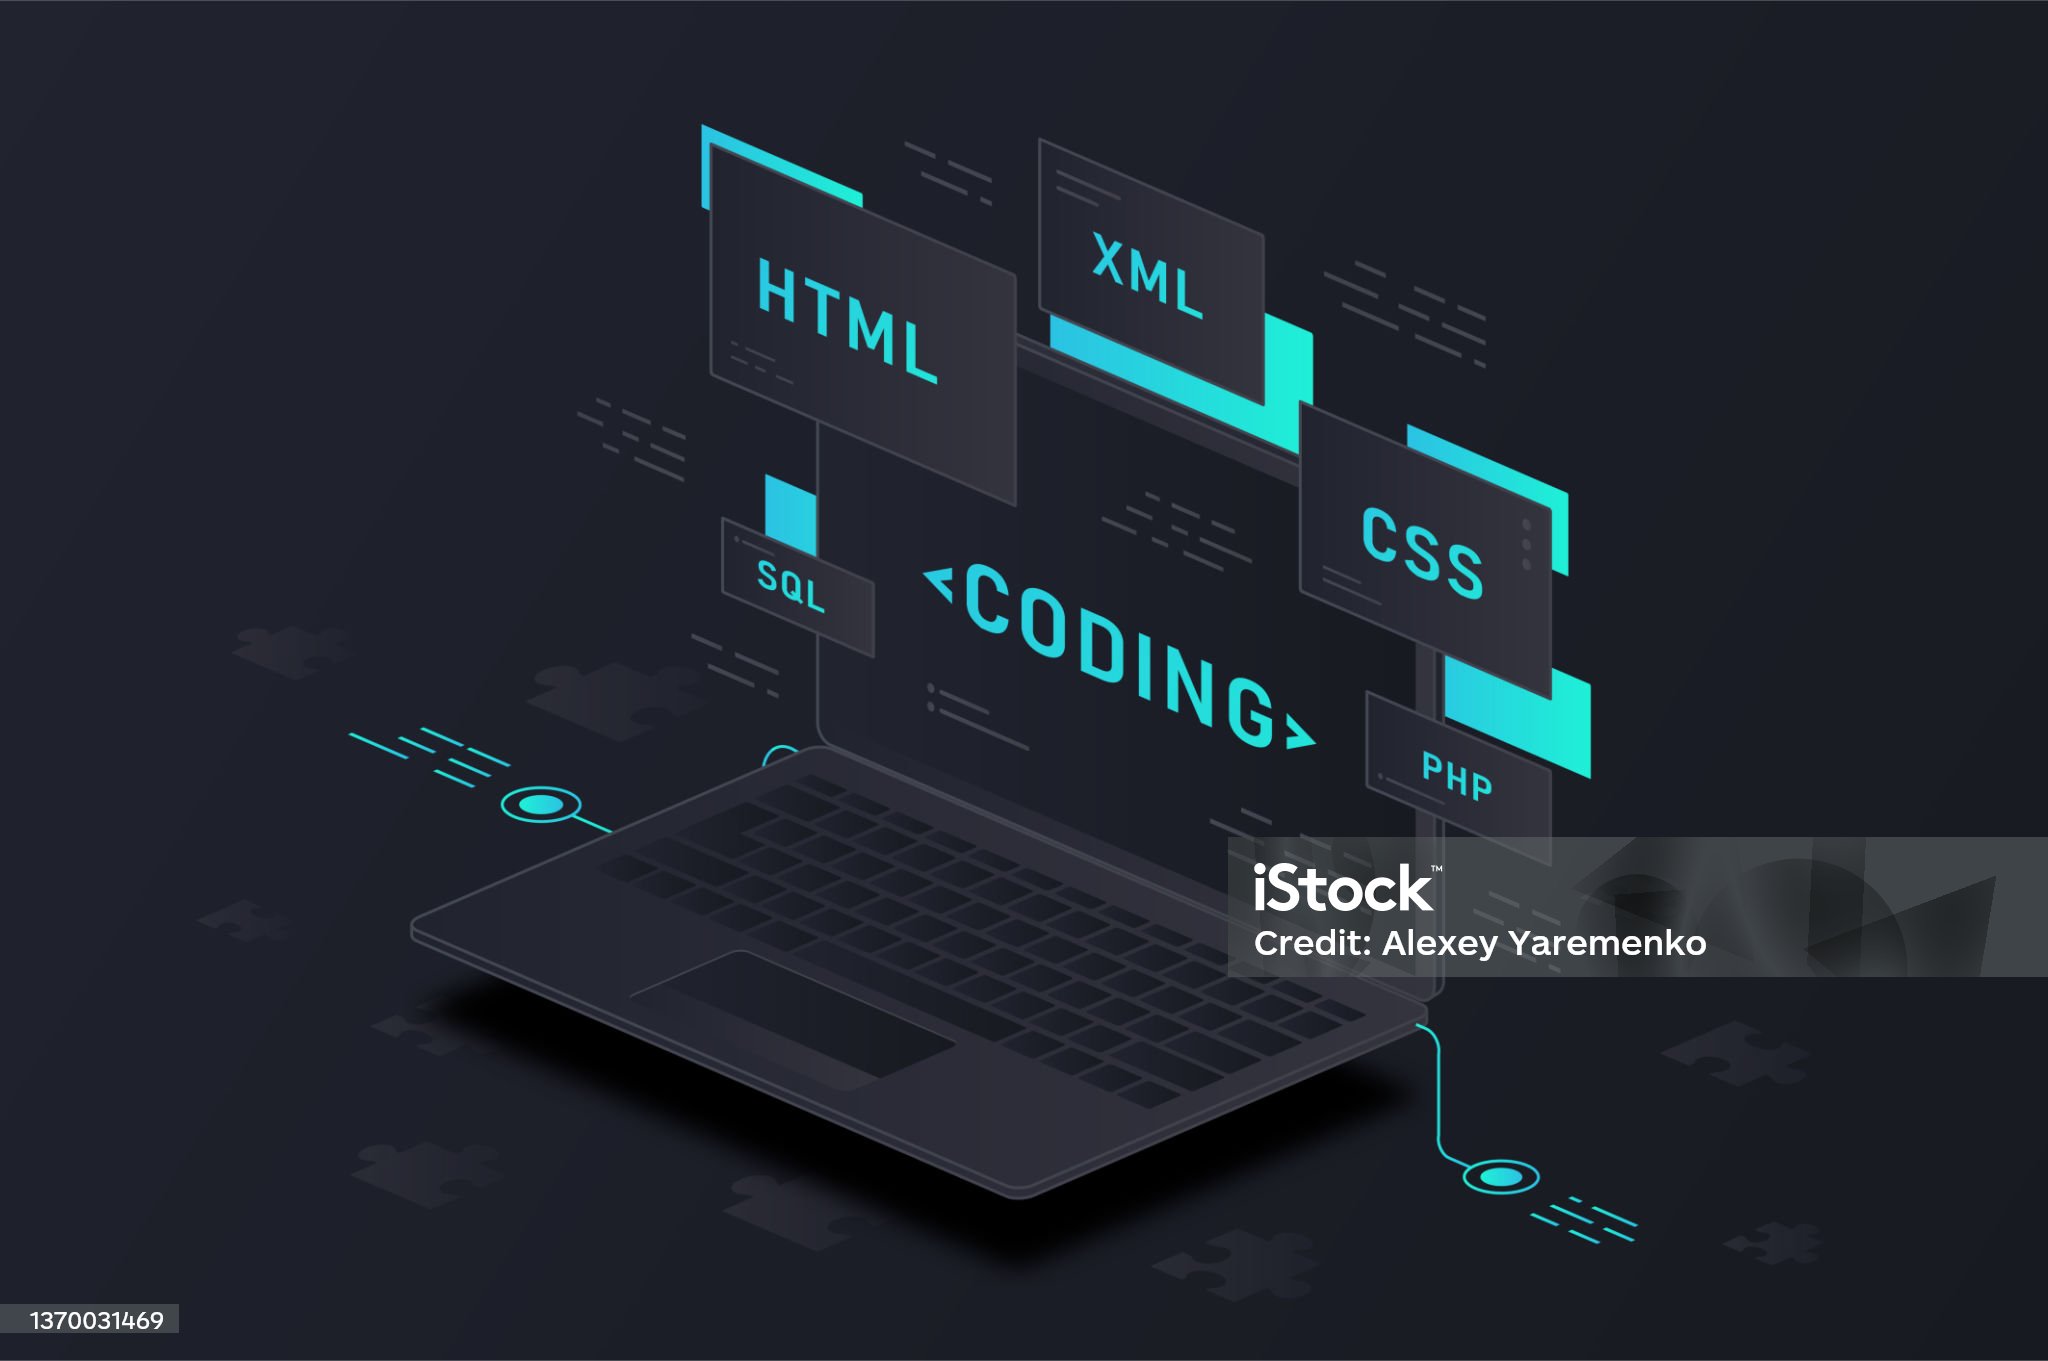 HTML
XML
CSS
SQL
<CODING>
PHP
iStock™
Credit: Alexey Yaremenko
1370031469